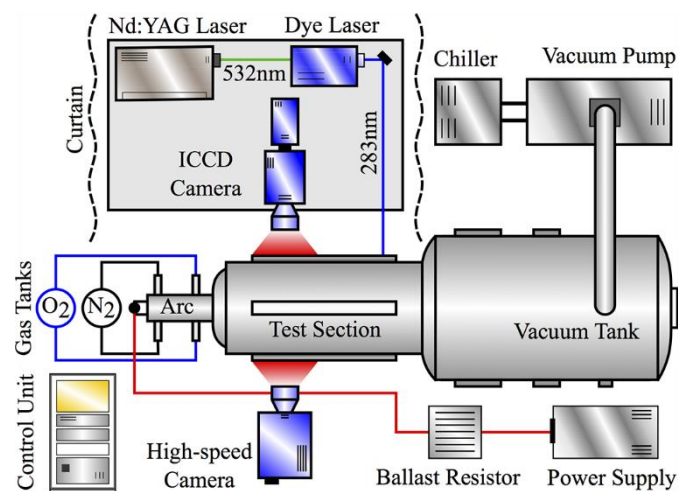 Nd:YAG Laser
Dye Laser
532nm
Curtain
ICCD
Camera
283nm
Chiller
Vacuum Pump
Gas Tanks
O2
N2
Arc
Test Section
Vacuum Tank
Control Unit
High-speed
Camera
Ballast Resistor
Power Supply